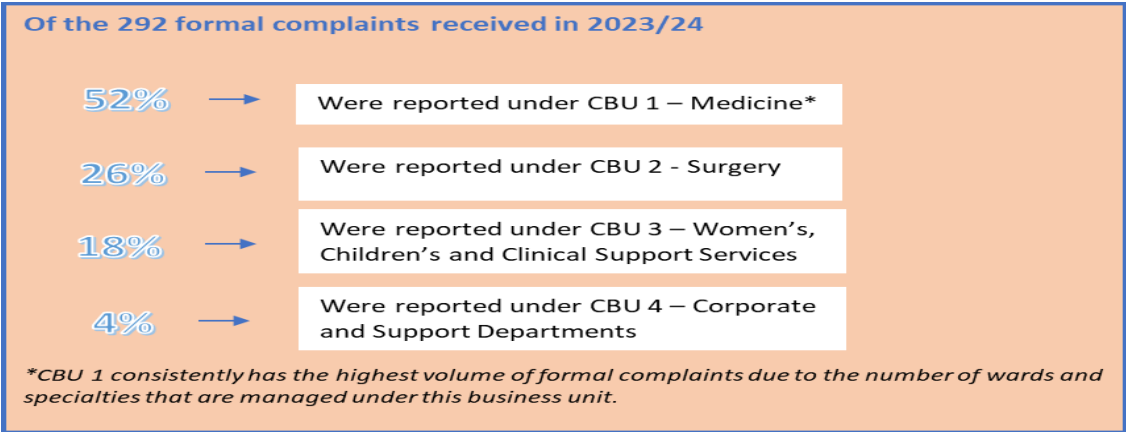 Of the 292 formal complaints received in 2023/24
52%
Were reported under CBU 1 – Medicine*
26%
Were reported under CBU 2 - Surgery
18%
Were reported under CBU 3 – Women’s,
Children’s and Clinical Support Services
4%
Were reported under CBU 4 – Corporate
and Support Departments
*CBU 1 consistently has the highest volume of formal complaints due to the number of wards and
specialties that are managed under this business unit.